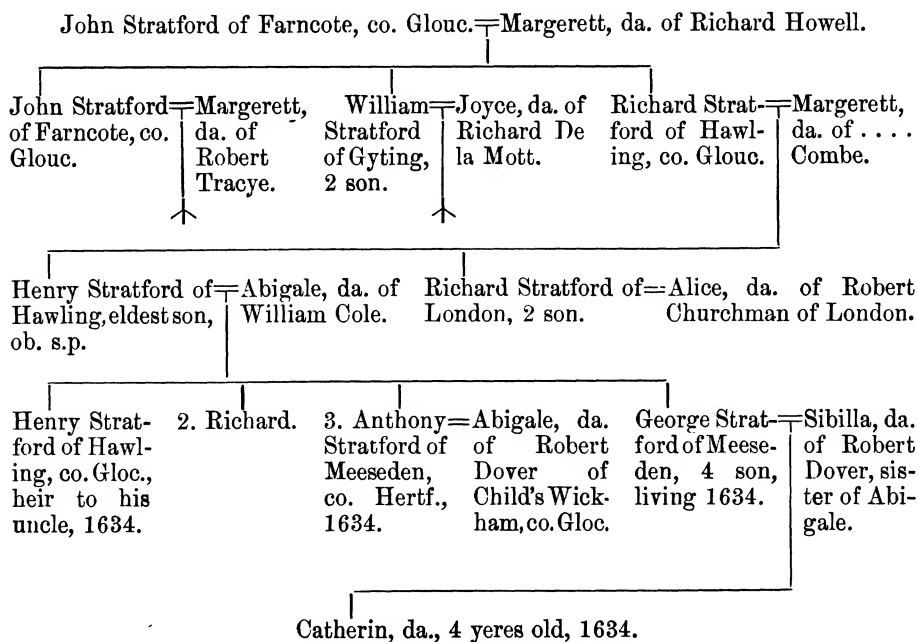 John Stratford of Farncote, co. Glouc.=Margerett, da. of Richard Howell.
John Stratford=Margerett,
of Farncote, co. da. of
Glouc. Robert
Tracye.
William=Joyce, da. of
Stratford Richard De
of Gyting, la Mott.
2 son.
Richard Strat-=Margerett,
ford of Hawl- da. of ....
ing, co. Glouc. Combe.
Henry Stratford of=Abigale, da. of
Hawling, eldest son, William Cole.
ob. s.p.
Richard Stratford of=Alice, da. of Robert
London, 2 son. Churchman of London.
Henry Strat-
ford of Hawl-
ing, co. Gloc.,
heir to his
uncle, 1634.
2. Richard.
3. Anthony=Abigale, da.
Stratford of of Robert
Meeseden, Dover of
co. Hertf., Child's Wick-
1634. ham, co. Gloc.
George Strat-=Sibilla, da.
ford of Meese- of Robert
den, 4 son, Dover, sis-
living 1634. ter of Abi-
gale.
Catherin, da., 4 yeres old, 1634.